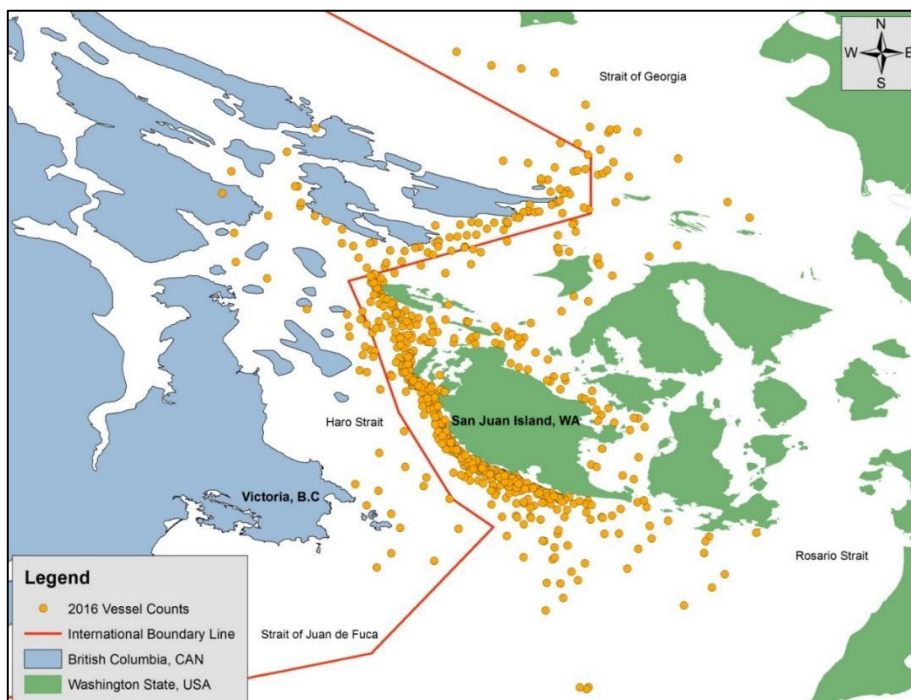 N
W E
S
Strait of Georgia
Haro Strait
San Juan Island, WA
Victoria, B.C
Rosario Strait
Strait of Juan de Fuca
Legend
2016 Vessel Counts
International Boundary Line
British Columbia, CAN
Washington State, USA